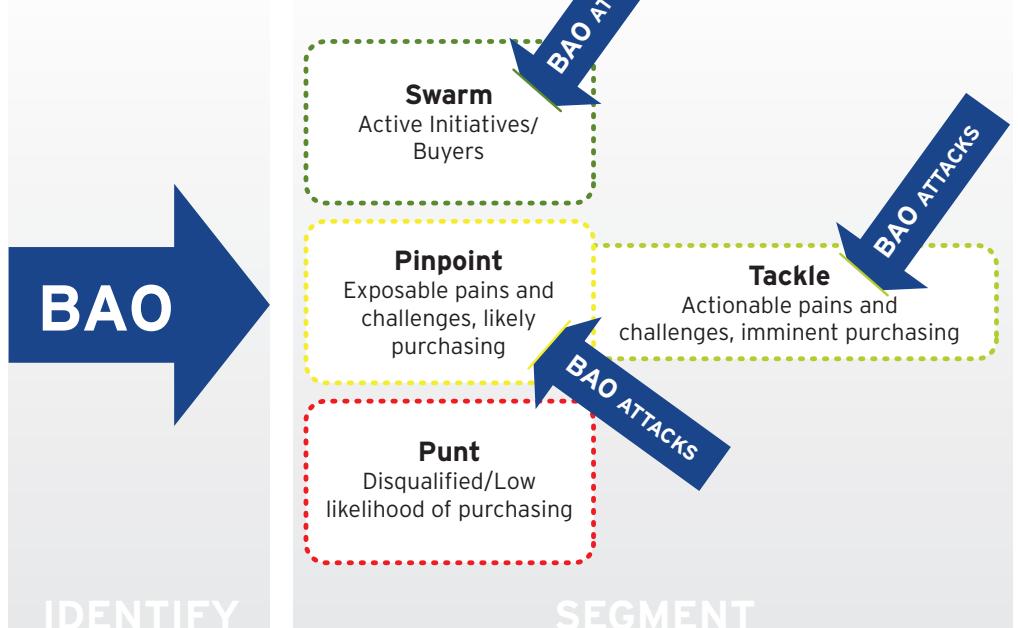 BAO
Swarm
Active Initiatives/
Buyers
BAO
Pinpoint
Exposable pains and
challenges, likely
purchasing
Tackle
Actionable pains and
challenges, imminent purchasing
BAO ATTACKS
BAO ATTACKS
Punt
Disqualified/Low
likelihood of purchasing
IDENTIFY
SEGMENT